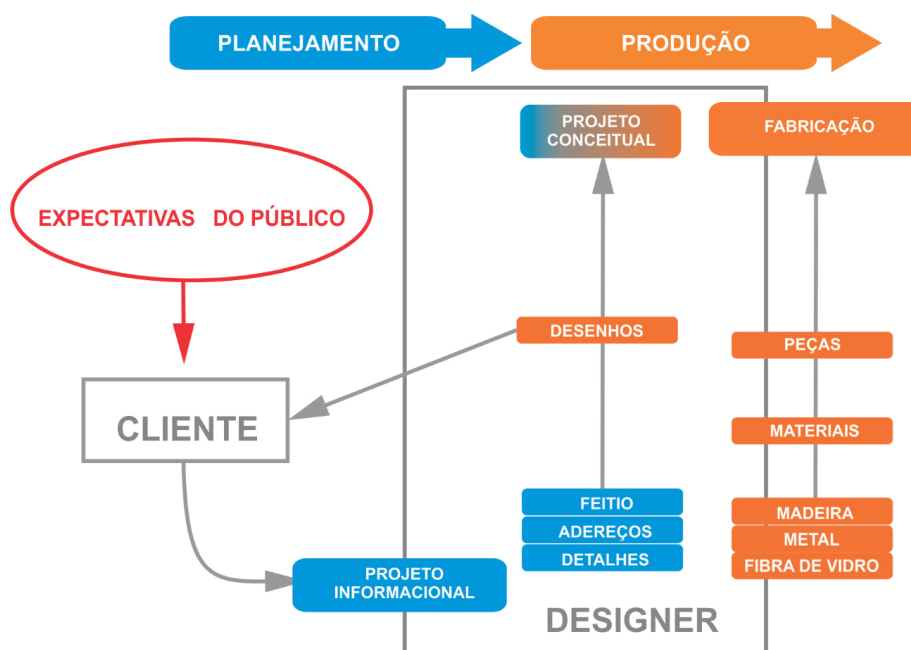 PLANEJAMENTO
PRODUÇÃO
PROJETO
CONCEITUAL
FABRICAÇÃO
EXPECTATIVAS DO PÚBLICO
DESENHOS
PEÇAS
CLIENTE
MATERIAIS
FEITIO
ADEREÇOS
DETALHES
MADEIRA
METAL
FIBRA DE VIDRO
PROJETO
INFORMACIONAL
DESIGNER